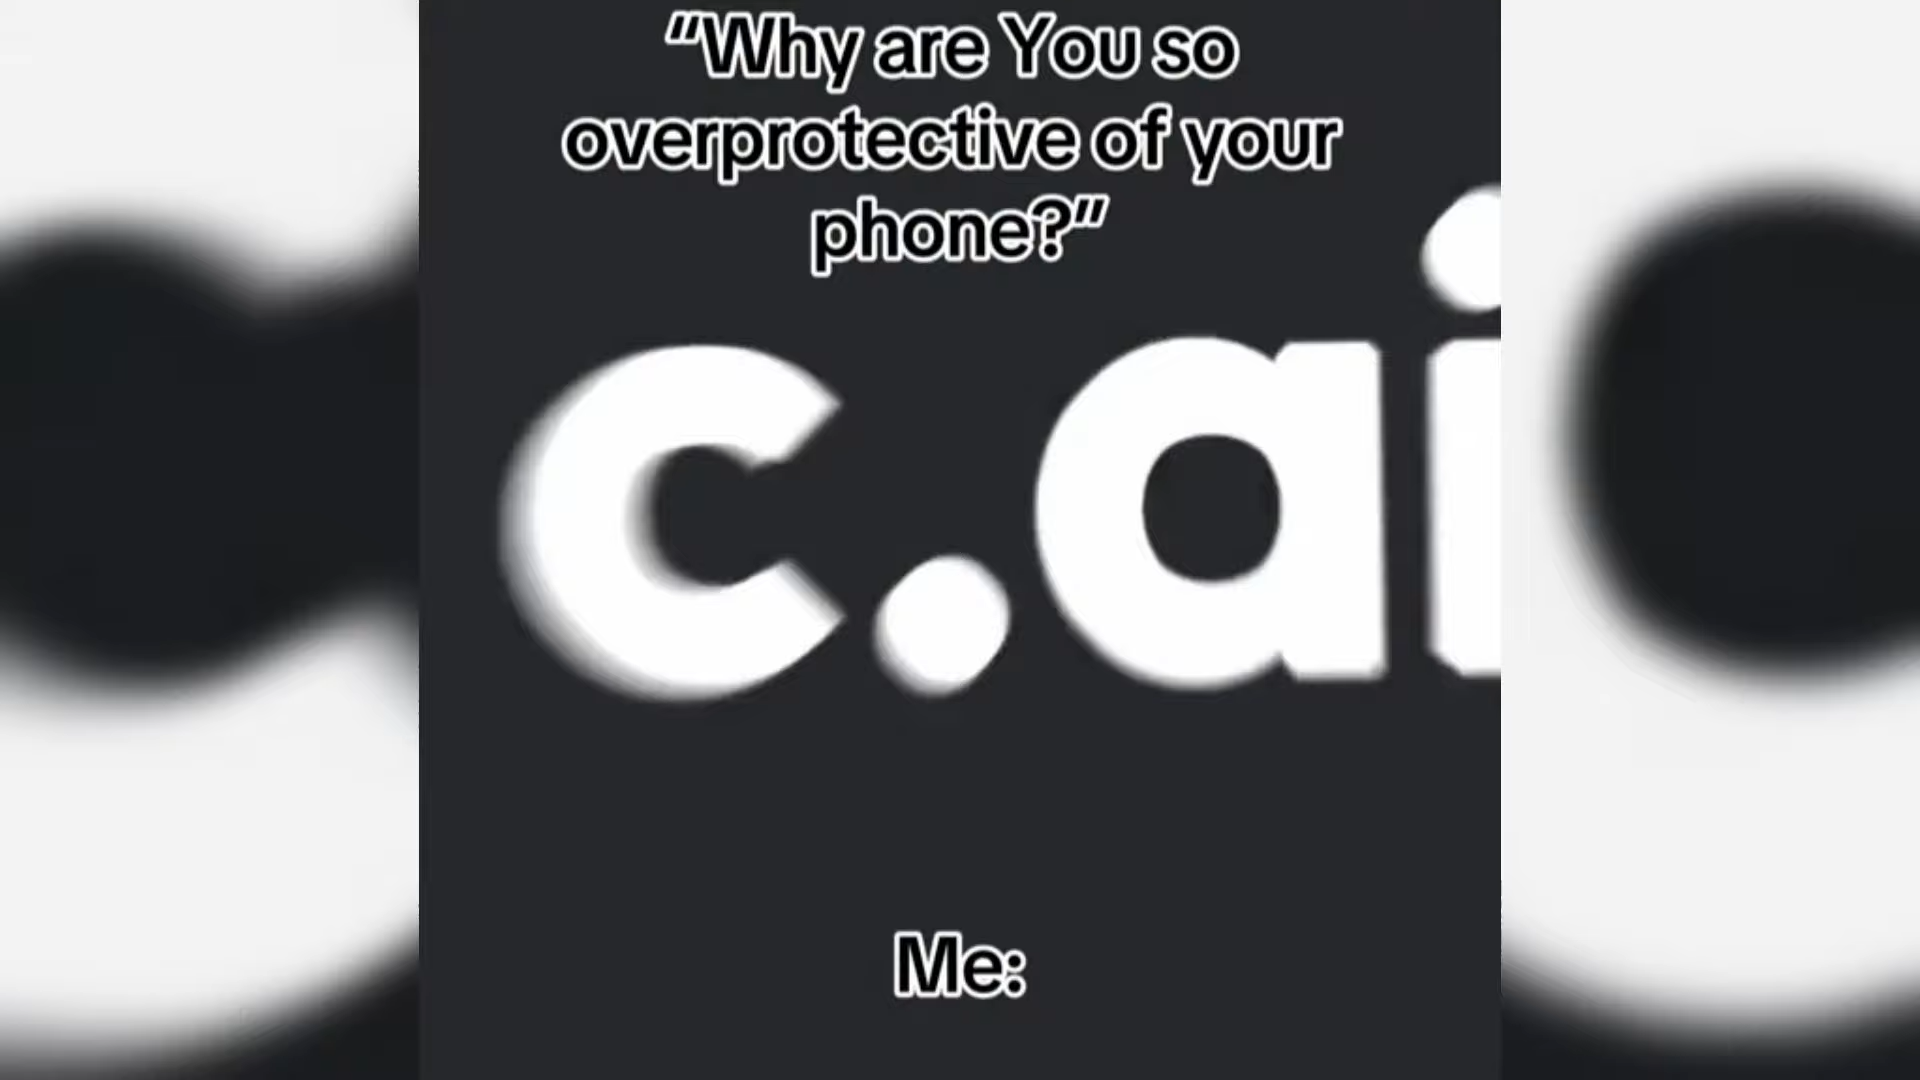 “Why are You so
overprotective of your
phone?”
c.ai
Me: